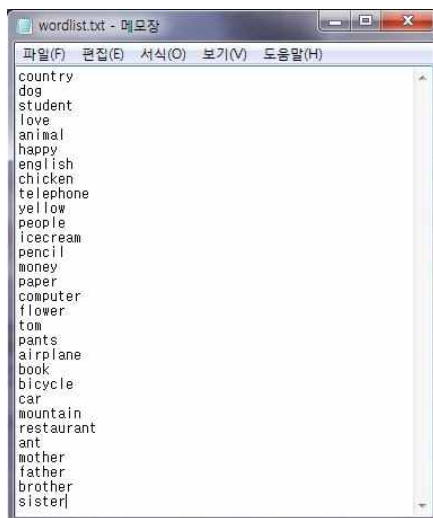 wordlist.txt - 메모장
파일(F) 편집(E) 서식(O) 보기(V) 도움말(H)
country
dog
student
love
animal
happy
english
chicken
telephone
yellow
people
icecream
pencil
money
paper
computer
flower
tom
pants
airplane
book
bicycle
car
mountain
restaurant
ant
mother
father
brother
sister